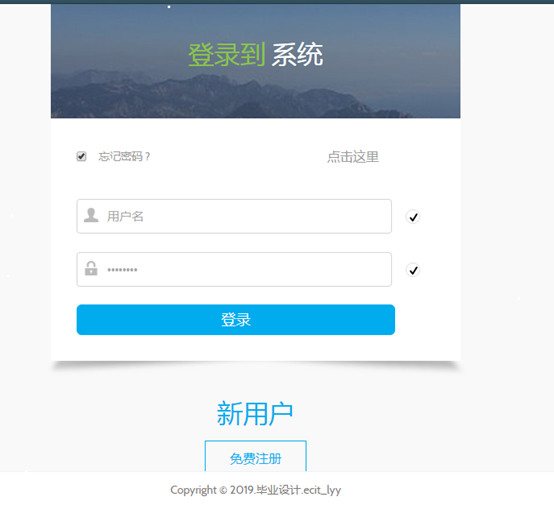 登录到 系统
忘记密码？ 点击这里
用户名
••••••••
登录
新用户
免费注册
Copyright © 2019.毕业设计.ecit_lyy